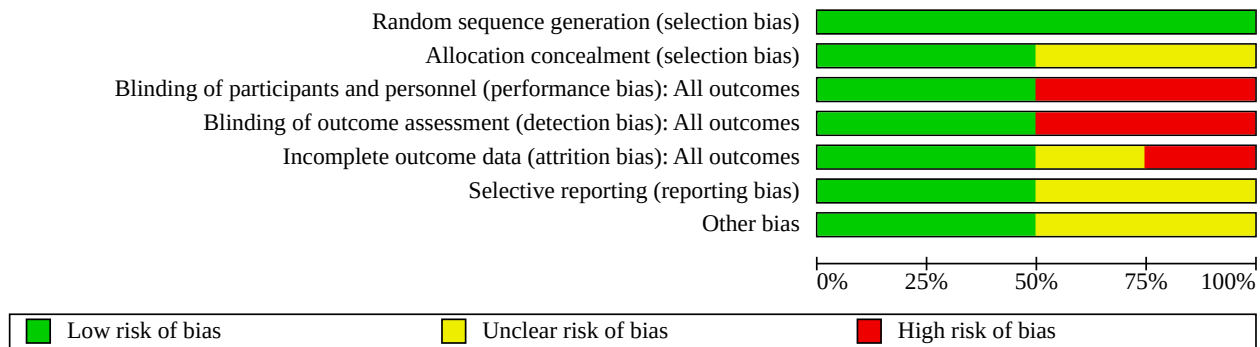 Random sequence generation (selection bias)
Allocation concealment (selection bias)
Blinding of participants and personnel (performance bias): All outcomes
Blinding of outcome assessment (detection bias): All outcomes
Incomplete outcome data (attrition bias): All outcomes
Selective reporting (reporting bias)
Other bias
0% 25% 50% 75% 100%
Low risk of bias Unclear risk of bias High risk of bias